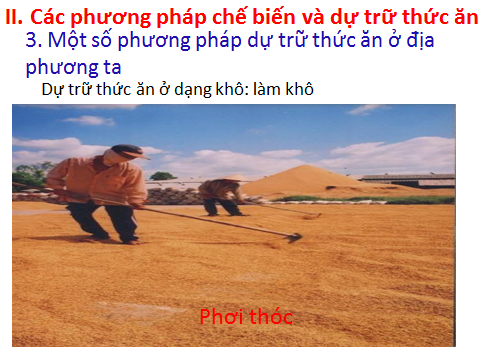 II. Các phương pháp chế biến và dự trữ thức ăn
3. Một số phương pháp dự trữ thức ăn ở địa
phương ta
Dự trữ thức ăn ở dạng khô: làm khô
Phơi thóc